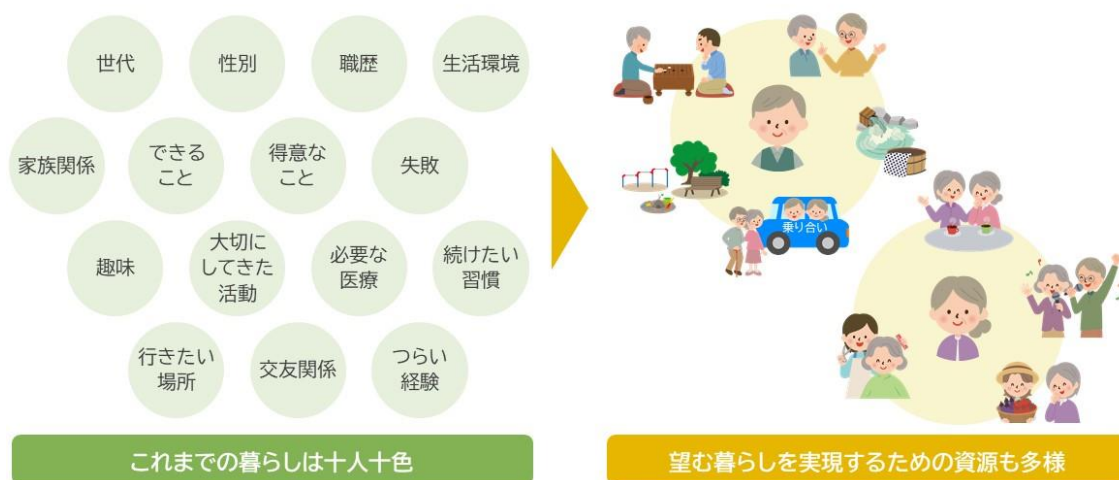 世代
性別
職歴
生活環境
家族関係
できる
こと
得意な
こと
失敗
趣味
大切に
してきた
活動
必要な
医療
続けたい
習慣
行きたい
場所
交友関係
つらい
経験
これまでの暮らしは十人十色
乗り合い
望む暮らしを実現するための資源も多様